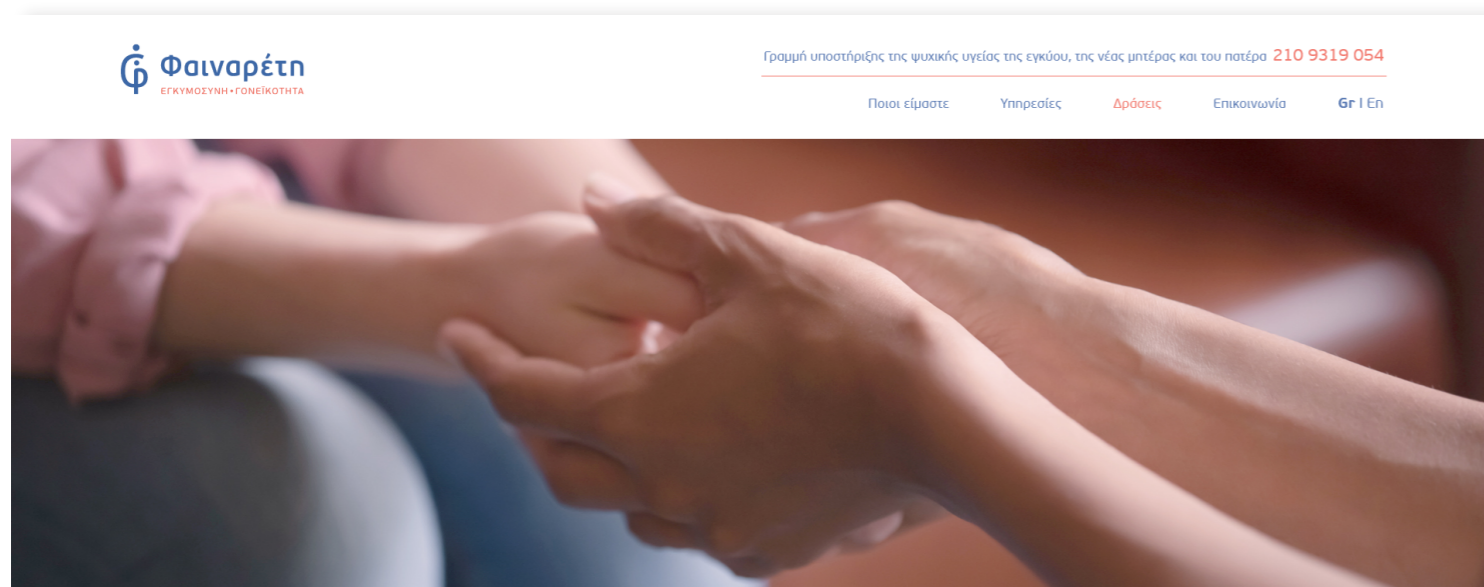 Φαιναρέτη
ΕΓΚΥΜΟΣΥΝΗ•ΓΟΝΕΪΚΟΤΗΤΑ
Γραμμή υποστήριξης της ψυχικής υγείας της εγκύου, της νέας μητέρας και του πατέρα 210 9319 054
Ποιοι είμαστε Υπηρεσίες Δράσεις Επικοινωνία Gr | En